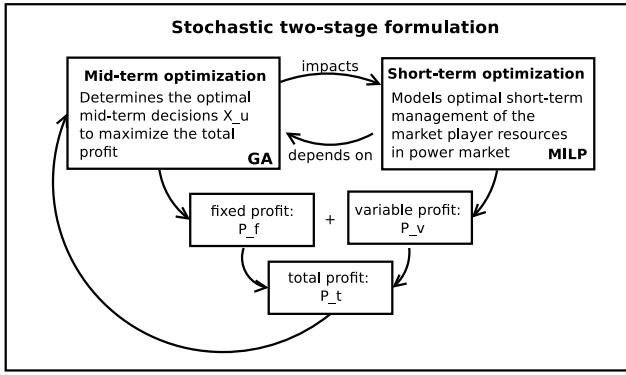 Stochastic two-stage formulation
impacts
Mid-term optimization
Determines the optimal
mid-term decisions X_u
to maximize the total
profit
GA
Short-term optimization
Models optimal short-term
management of the
market player resources
in power market
MILP
depends on
fixed profit:
P_f
+
variable profit:
P_v
total profit:
P_t